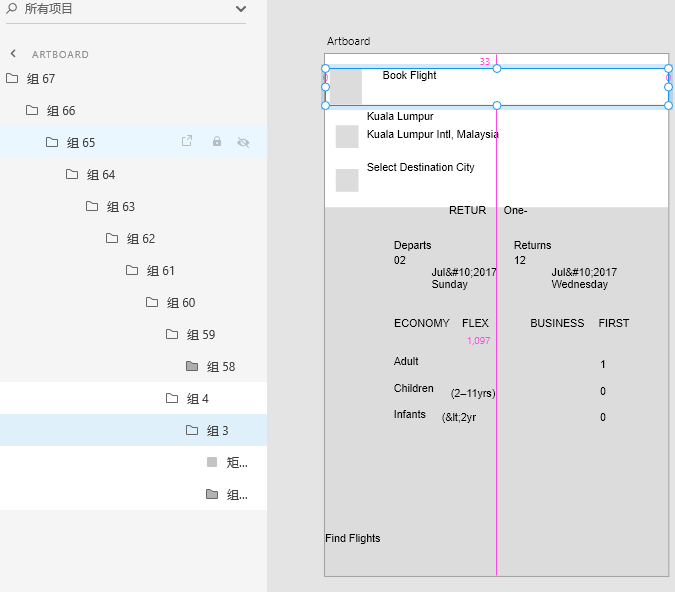 所有项目
ARTBOARD
组 67
组 66
组 65
组 64
组 63
组 62
组 61
组 60
组 59
组 58
组 4
组 3
矩...
组...
Artboard
33
Book Flight
Kuala Lumpur
Kuala Lumpur Intl, Malaysia
Select Destination City
RETUR One-
Departs Returns
02 12
Jul&#10;2017 Jul&#10;2017
Sunday Wednesday
ECONOMY FLEX BUSINESS FIRST
1,097
Adult 1
Children (2–11yrs) 0
Infants (&lt;2yr 0
Find Flights